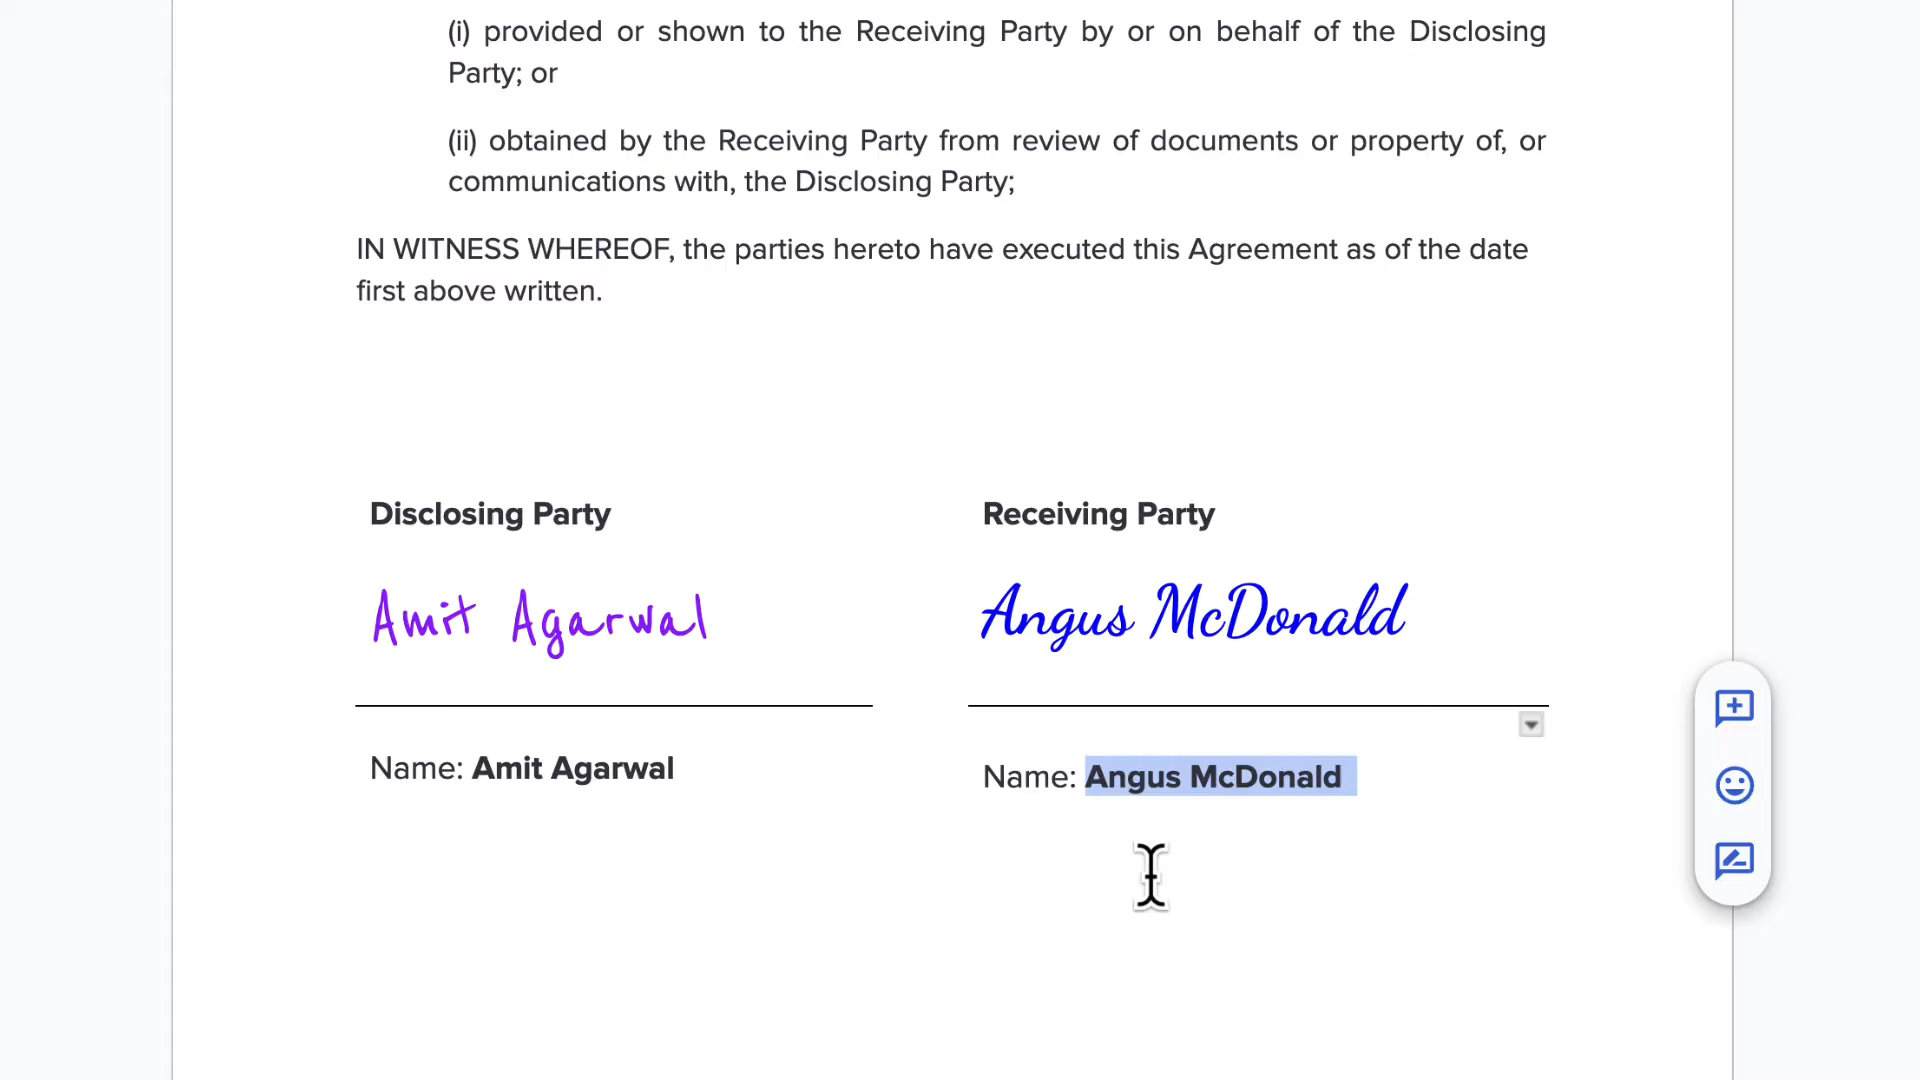 (i) provided or shown to the Receiving Party by or on behalf of the Disclosing
Party; or
(ii) obtained by the Receiving Party from review of documents or property of, or
communications with, the Disclosing Party;
IN WITNESS WHEREOF, the parties hereto have executed this Agreement as of the date
first above written.
Disclosing Party
Receiving Party
Amit Agarwal
Angus McDonald
Name: Amit Agarwal
Name: Angus McDonald